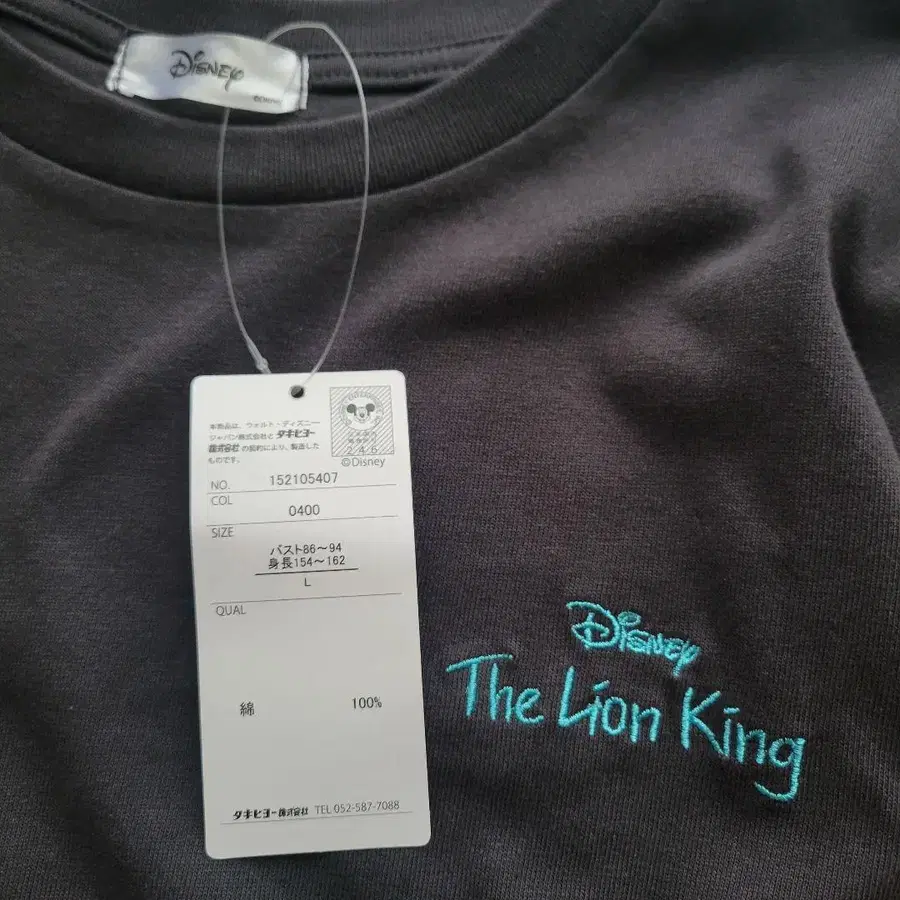 Disney
本商品は、ウォルト・ディズニー・
ジャパン株式会社と タキヒヨー
株式会社 の契約により、製造した
ものです。
2 4 6
©Disney
NO. 152105407
COL
0400
SIZE
バスト86～94
身長154～162
L
QUAL
綿 100%
タキヒヨー株式会社 TEL 052-587-7088
Disney
The Lion King